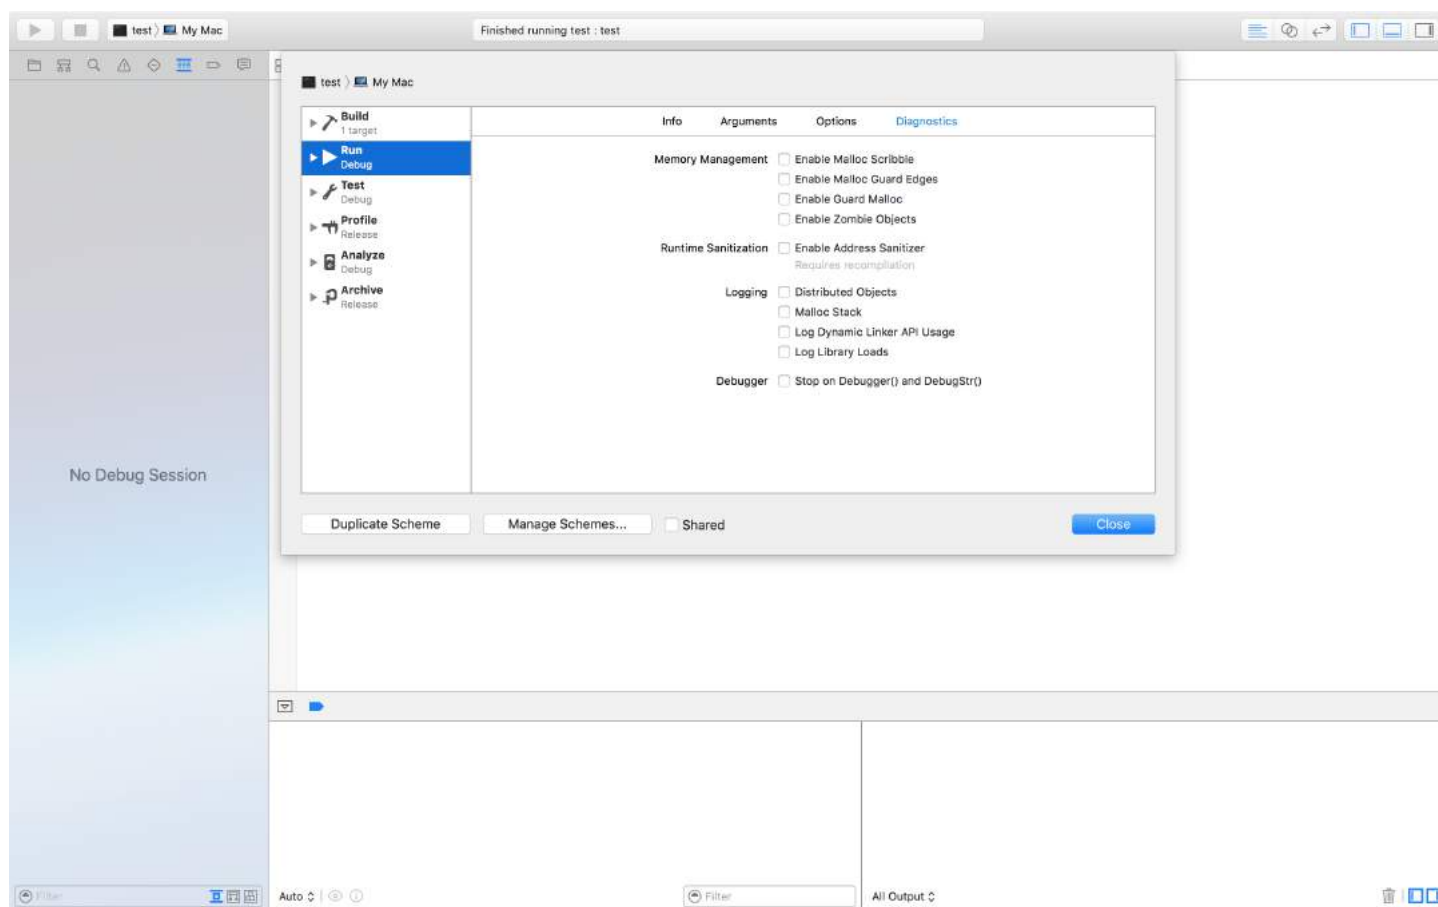 test 〉 My Mac
Finished running test : test
test 〉 My Mac
Build
1 target
Run
Debug
Test
Debug
Profile
Release
Analyze
Debug
Archive
Release
Info Arguments Options Diagnostics
Memory Management Enable Malloc Scribble
Enable Malloc Guard Edges
Enable Guard Malloc
Enable Zombie Objects
Runtime Sanitization Enable Address Sanitizer
Requires recompilation
Logging Distributed Objects
Malloc Stack
Log Dynamic Linker API Usage
Log Library Loads
Debugger Stop on Debugger() and DebugStr()
No Debug Session
Duplicate Scheme Manage Schemes... Shared Close
Filter Auto Filter All Output